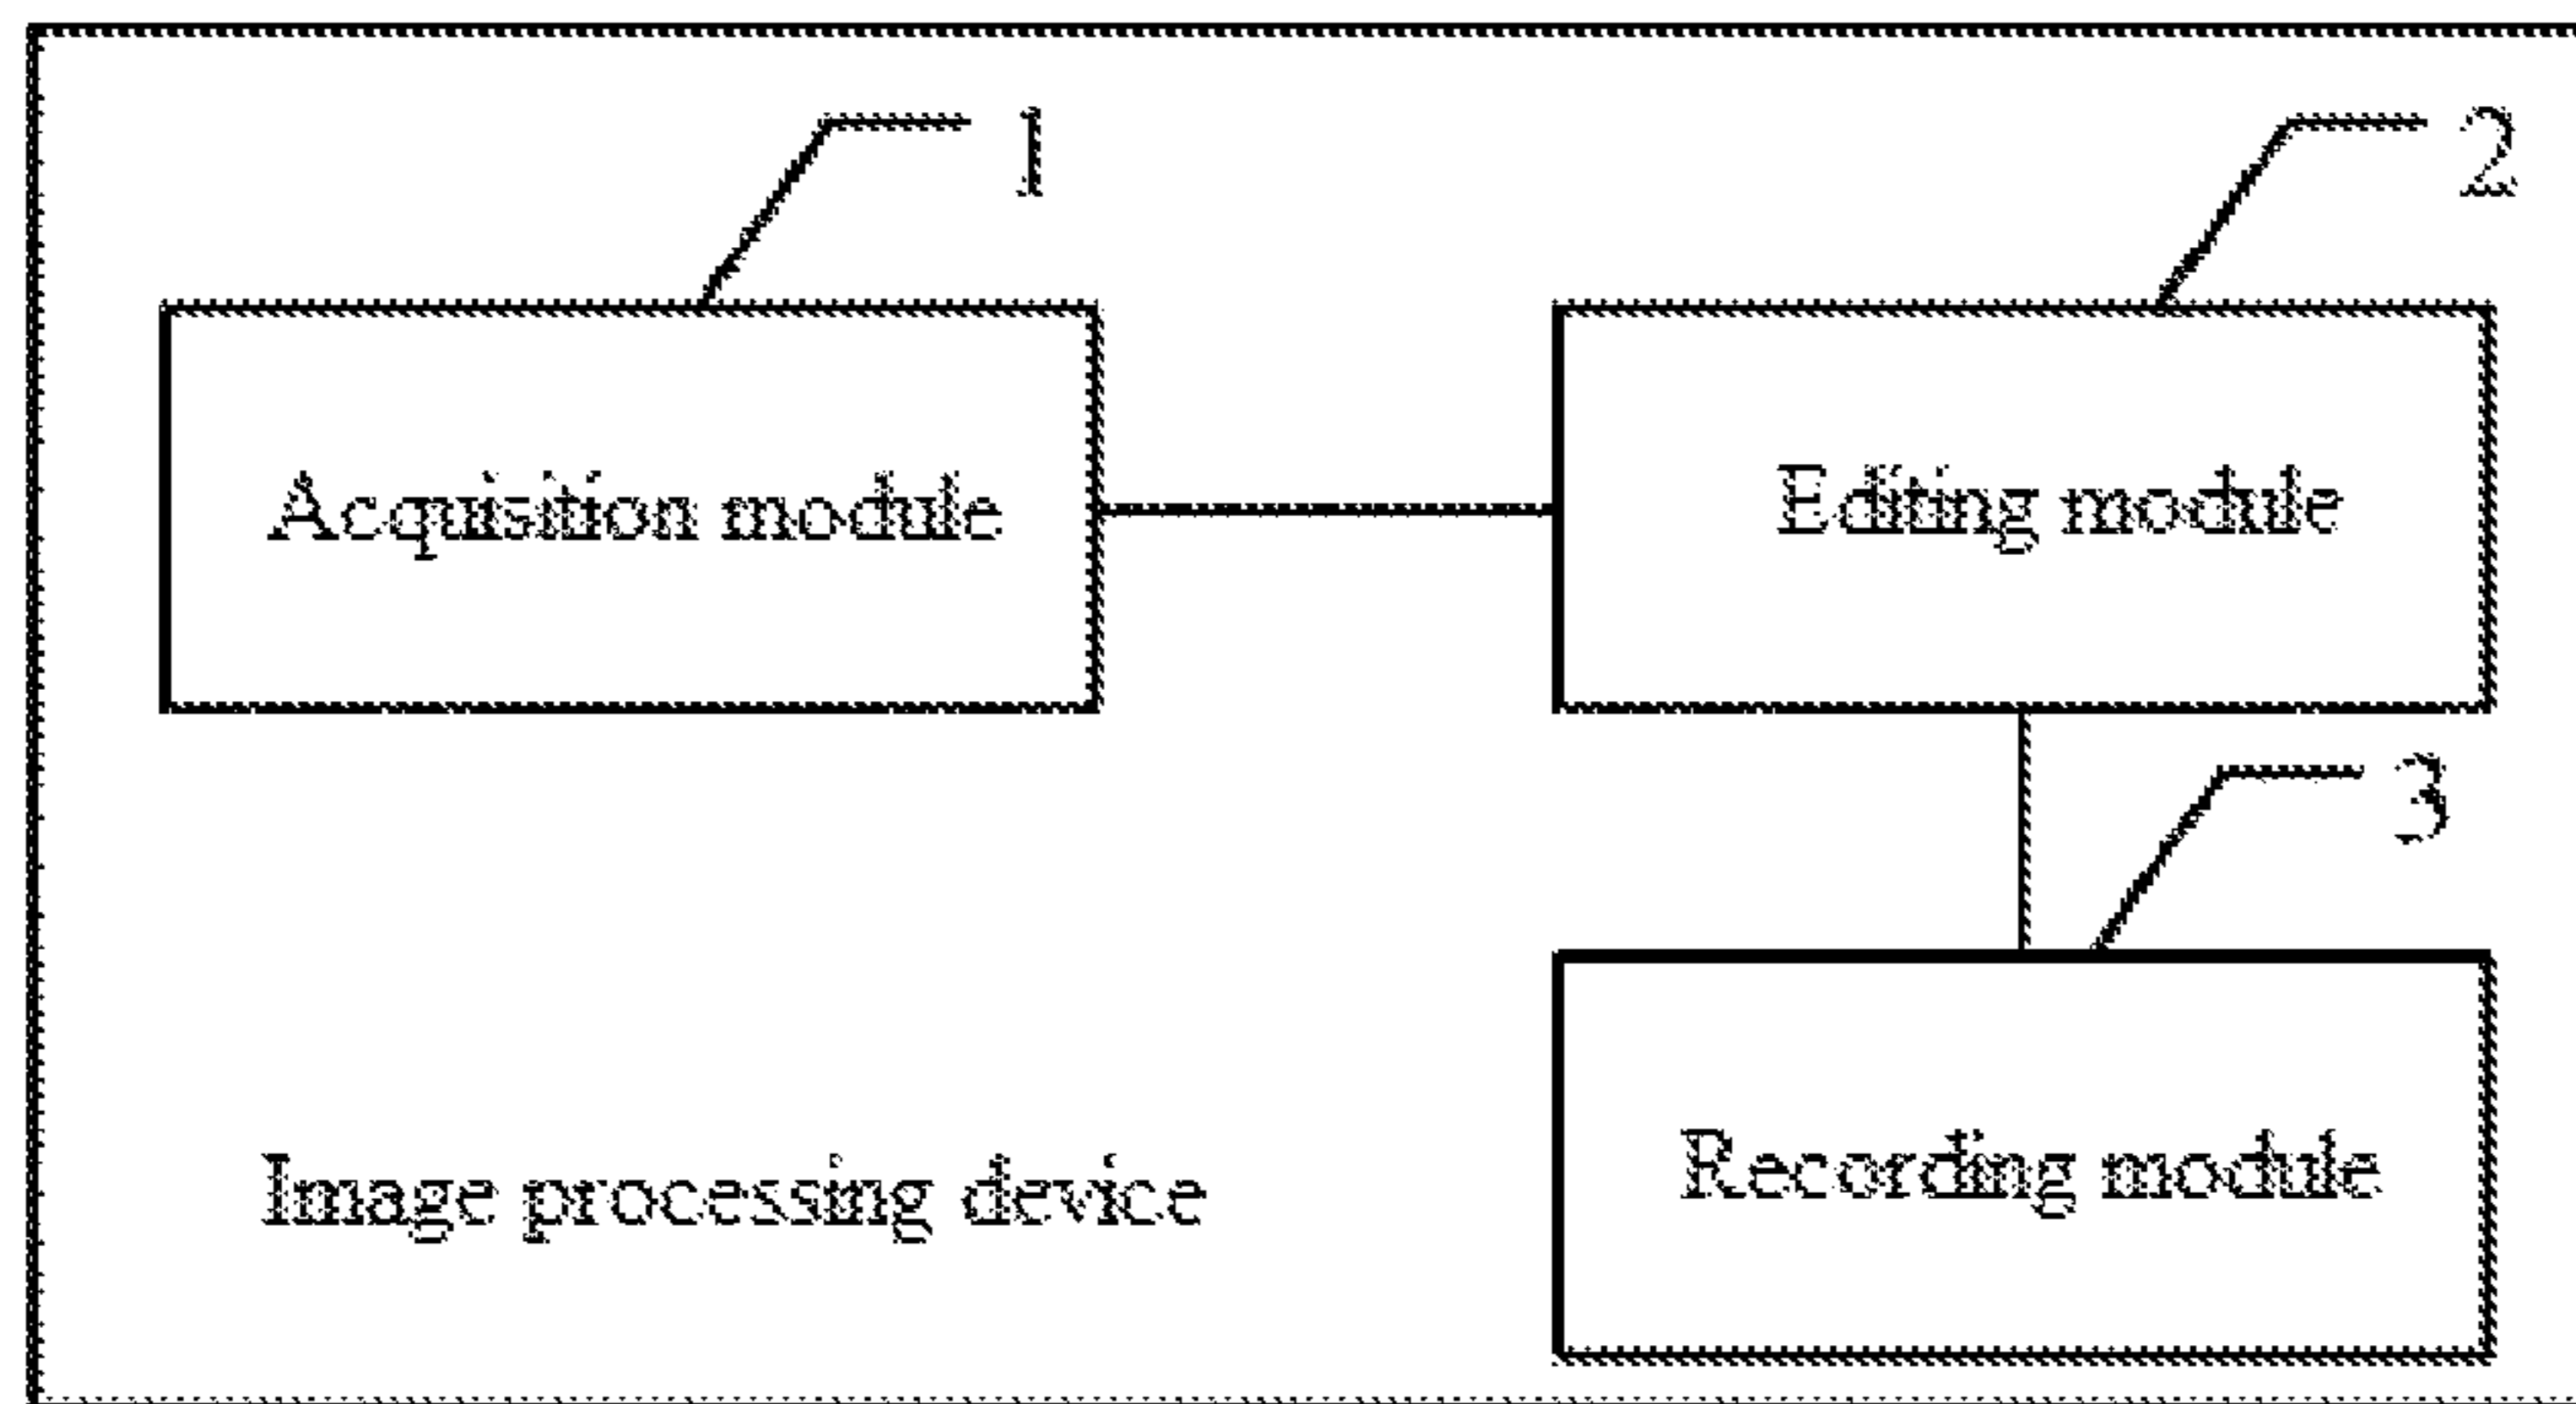 1
2
Acquisition module
Editing module
3
Recording module
Image processing device